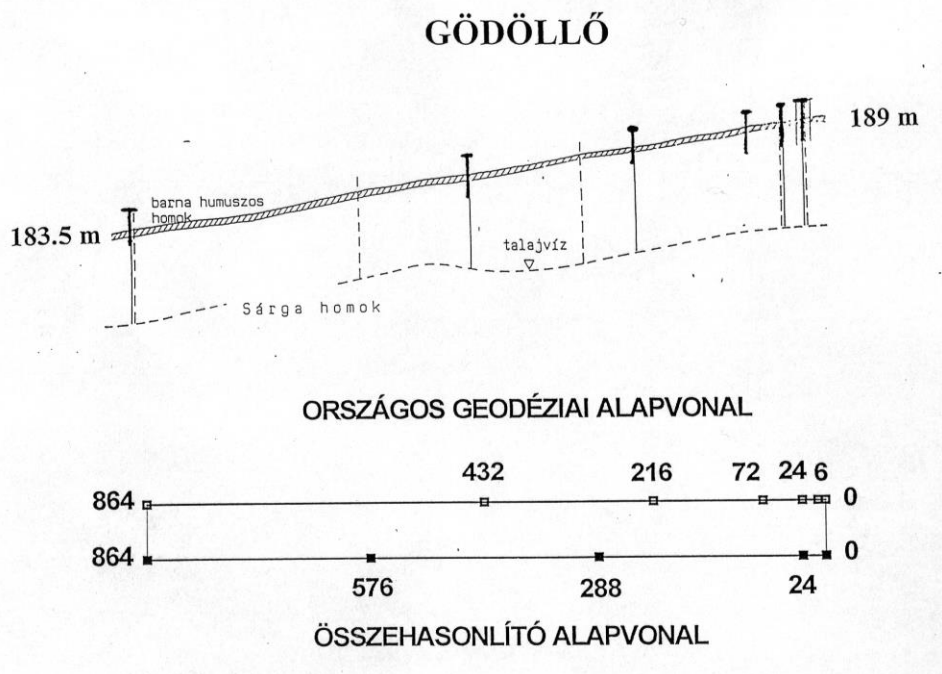 GÖDÖLLŐ
189 m
barna humuszos
homok
183.5 m
talajvíz
Sárga homok
ORSZÁGOS GEODÉZIAI ALAPVONAL
432 216 72 24 6
864 0
864 0
576 288 24
ÖSSZEHASONLÍTÓ ALAPVONAL